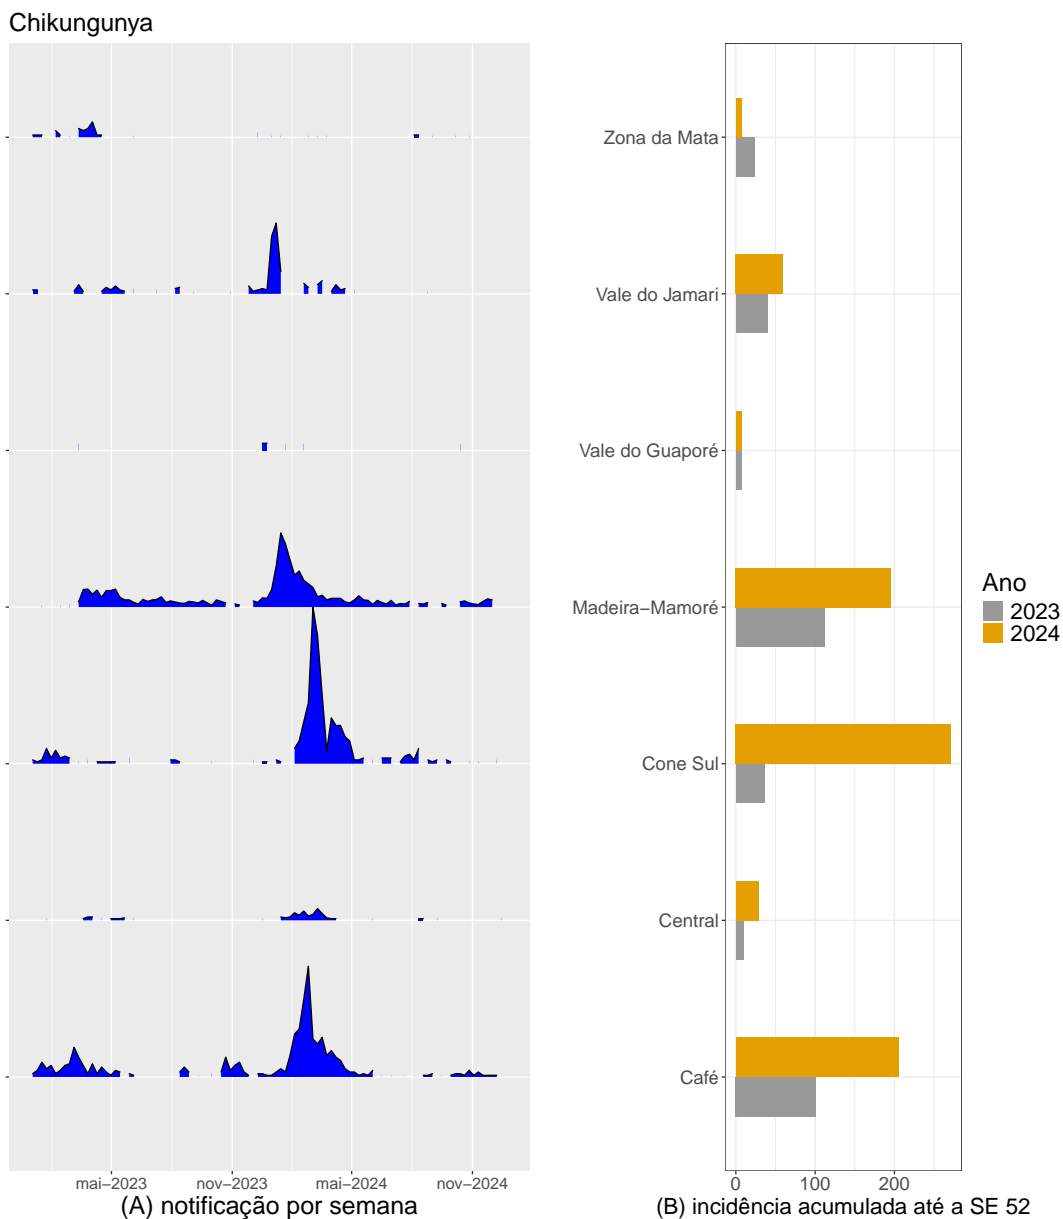 Chikungunya
Zona da Mata
Vale do Jamari
Vale do Guaporé
Madeira−Mamoré
Cone Sul
Central
Café
Ano
2023
2024
mai−2023 nov−2023 mai−2024 nov−2024
(A) notificação por semana
0 100 200
(B) incidência acumulada até a SE 52